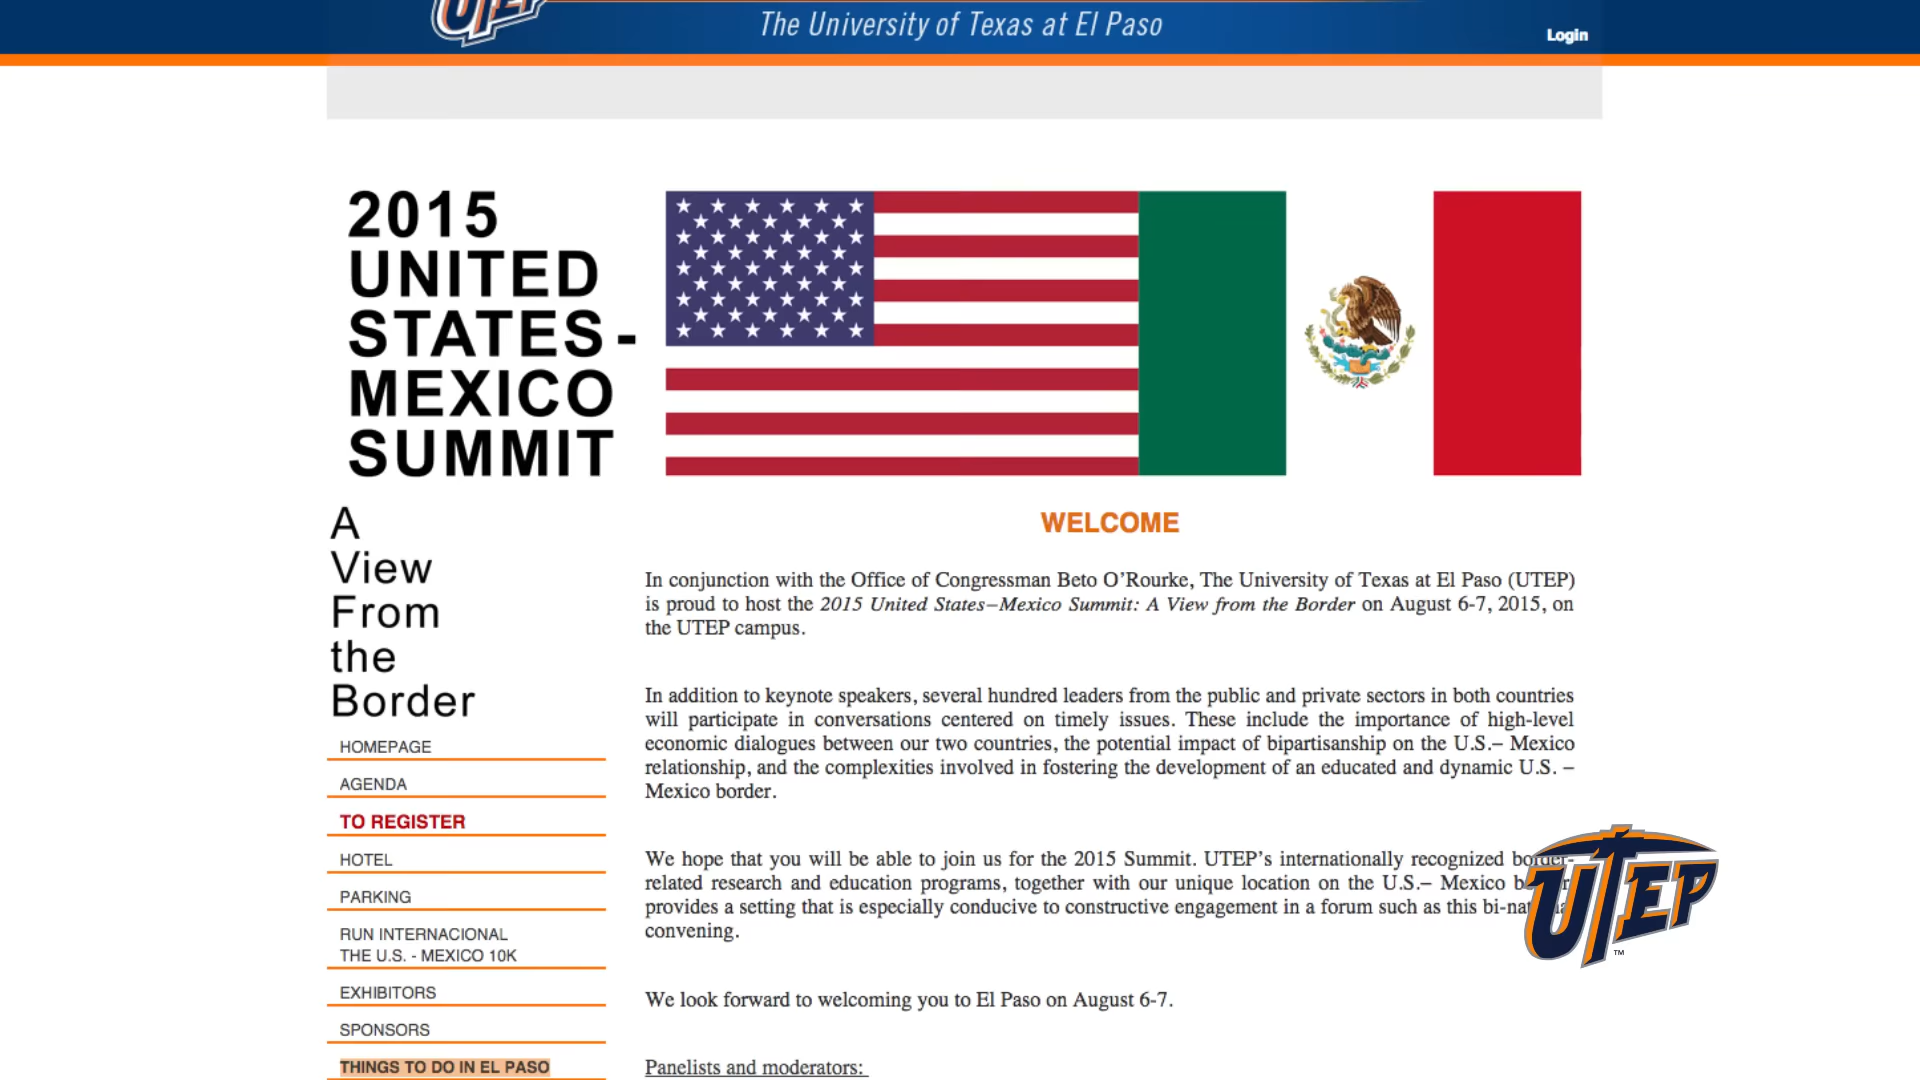 UTEP
The University of Texas at El Paso
Login
2015
UNITED
STATES-
MEXICO
SUMMIT
A
View
From
the
Border
HOMEPAGE
AGENDA
TO REGISTER
HOTEL
PARKING
RUN INTERNACIONAL
THE U.S. - MEXICO 10K
EXHIBITORS
SPONSORS
THINGS TO DO IN EL PASO
WELCOME
In conjunction with the Office of Congressman Beto O’Rourke, The University of Texas at El Paso (UTEP)
is proud to host the 2015 United States–Mexico Summit: A View from the Border on August 6-7, 2015, on
the UTEP campus.
In addition to keynote speakers, several hundred leaders from the public and private sectors in both countries
will participate in conversations centered on timely issues. These include the importance of high-level
economic dialogues between our two countries, the potential impact of bipartisanship on the U.S.– Mexico
relationship, and the complexities involved in fostering the development of an educated and dynamic U.S. –
Mexico border.
We hope that you will be able to join us for the 2015 Summit. UTEP’s internationally recognized border-
related research and education programs, together with our unique location on the U.S.– Mexico
provides a setting that is especially conducive to constructive engagement in a forum such as this
convening.
We look forward to welcoming you to El Paso on August 6-7.
Panelists and moderators:
UTEP
TM